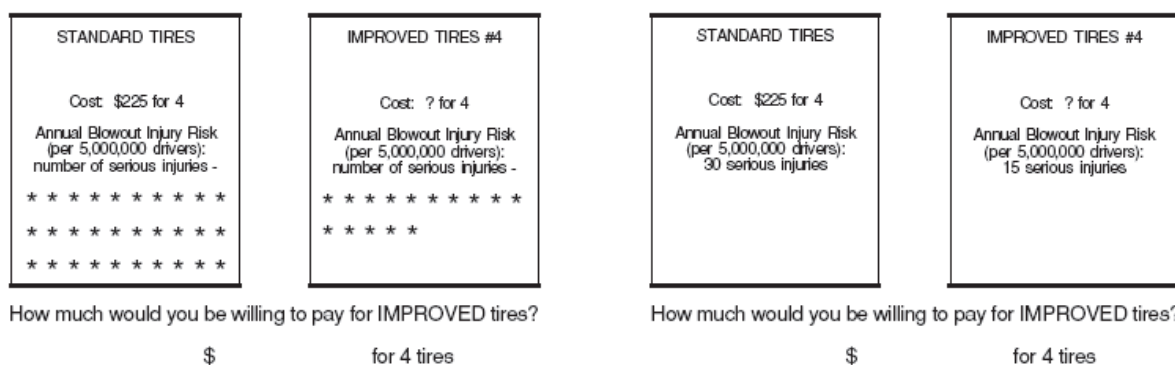 STANDARD TIRES
Cost: $225 for 4
Annual Blowout Injury Risk
(per 5,000,000 drivers):
number of serious injuries -
* * * * * * * * * *
* * * * * * * * * *
* * * * * * * * * *
IMPROVED TIRES #4
Cost: ? for 4
Annual Blowout Injury Risk
(per 5,000,000 drivers):
number of serious injuries -
* * * * * * * * * *
* * * * *
How much would you be willing to pay for IMPROVED tires?
$ for 4 tires
STANDARD TIRES
Cost: $225 for 4
Annual Blowout Injury Risk
(per 5,000,000 drivers):
30 serious injuries
IMPROVED TIRES #4
Cost: ? for 4
Annual Blowout Injury Risk
(per 5,000,000 drivers):
15 serious injuries
How much would you be willing to pay for IMPROVED tires?
$ for 4 tires